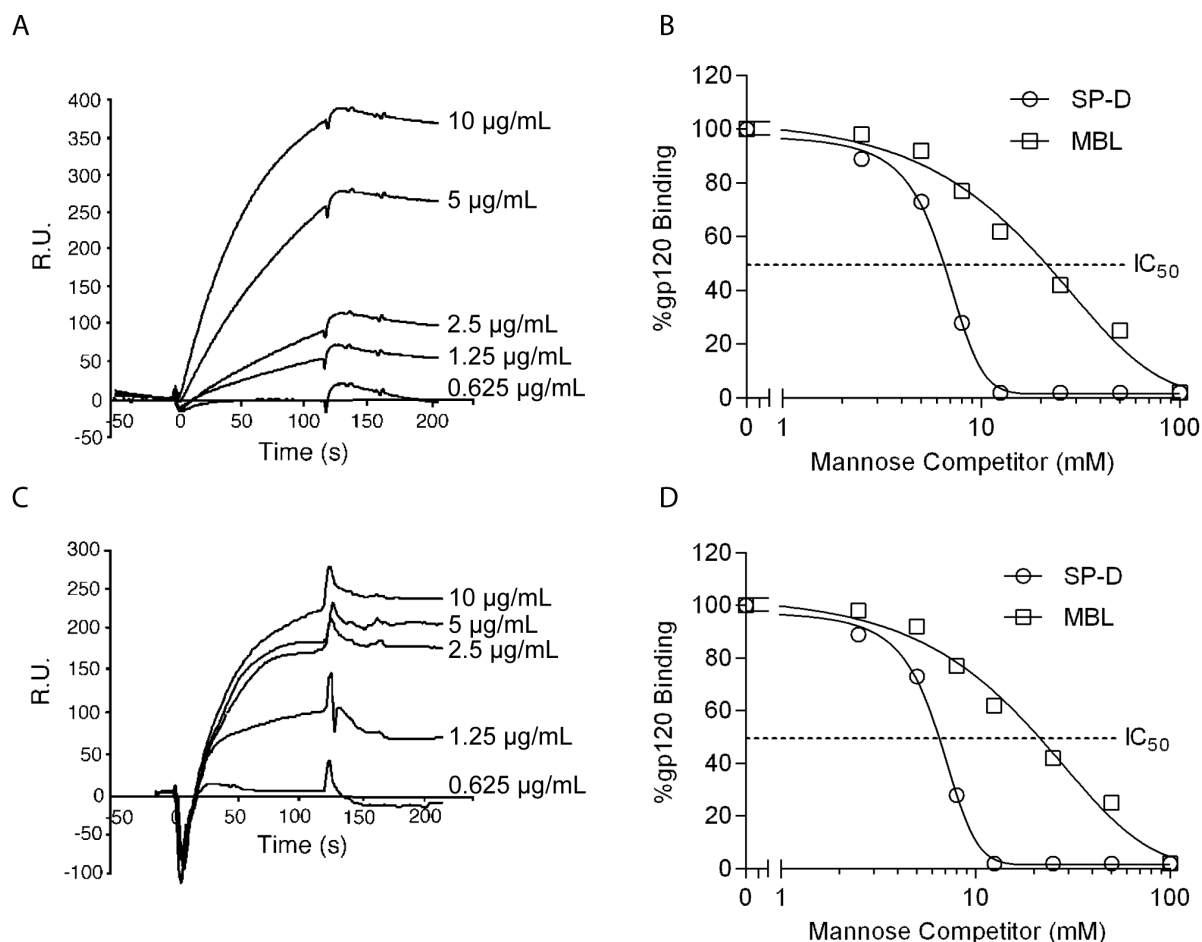 A
400
350
300
250
200
150
100
50
0
-50
R.U.
10 µg/mL
5 µg/mL
2.5 µg/mL
1.25 µg/mL
0.625 µg/mL
50 0 50 100 150 200
Time (s)
B
120
100
80
60
40
20
0
%gp120 Binding
SP-D
MBL
IC50
0 1 10 100
Mannose Competitor (mM)
C
300
250
200
150
100
50
0
-50
-100
R.U.
10 µg/mL
5 µg/mL
2.5 µg/mL
1.25 µg/mL
0.625 µg/mL
50 0 50 100 150 200
Time (s)
D
120
100
80
60
40
20
0
%gp120 Binding
SP-D
MBL
IC50
0 1 10 100
Mannose Competitor (mM)